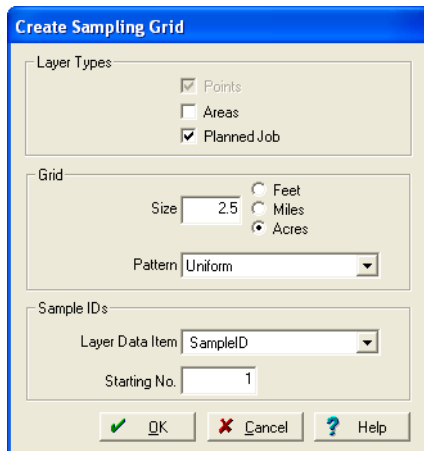 Create Sampling Grid
Layer Types
Points
Areas
Planned Job
Grid
Feet
Size 2.5 Miles
Acres
Pattern Uniform
Sample IDs
Layer Data Item SampleID
Starting No. 1
OK Cancel ? Help